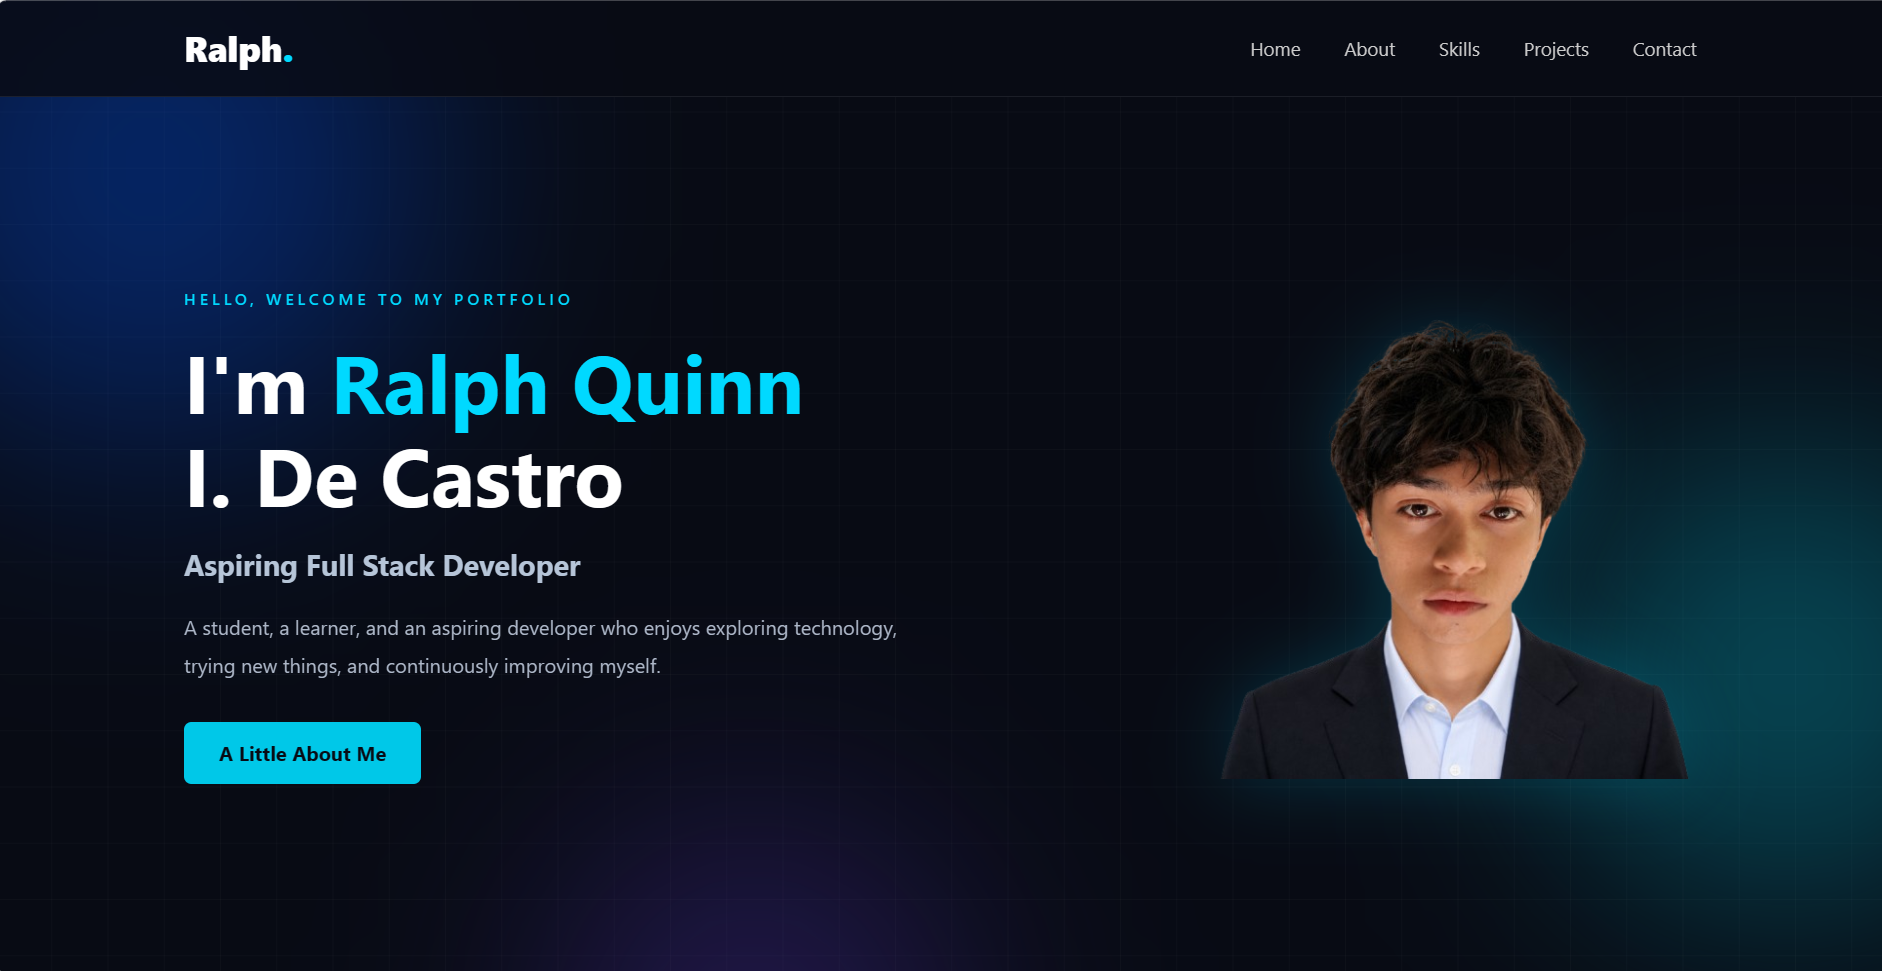 Ralph.
Home About Skills Projects Contact
HELLO, WELCOME TO MY PORTFOLIO
I'm Ralph Quinn
I. De Castro
Aspiring Full Stack Developer
A student, a learner, and an aspiring developer who enjoys exploring technology,
trying new things, and continuously improving myself.
A Little About Me